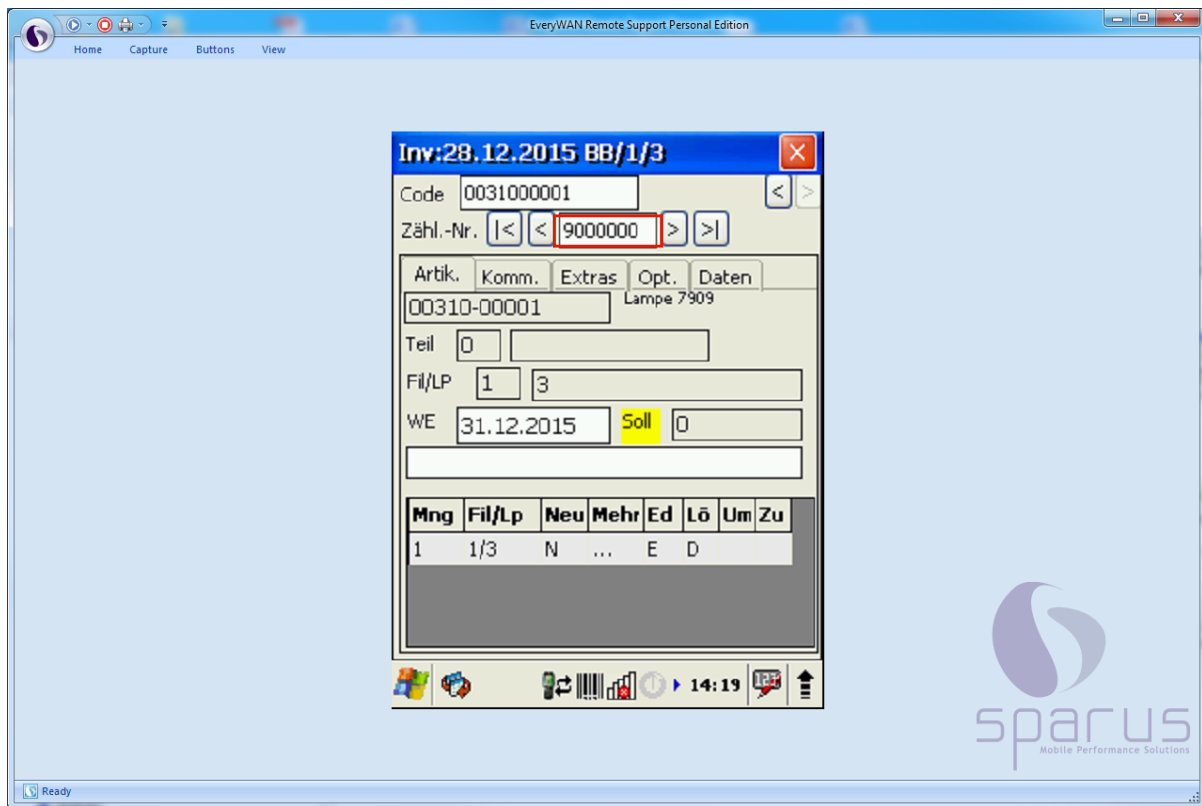 EveryWAN Remote Support Personal Edition
Home Capture Buttons View
Inv:28.12.2015 BB/1/3
Code 0031000001 < >
Zähl.-Nr. |< < 9000000 > >|
Artik. Komm. Extras Opt. Daten
00310-00001 Lampe 7909
Teil 0
Fil/LP 1 3
WE 31.12.2015 Soll 0
Mng Fil/Lp Neu Mehr Ed Lö Um Zu
1 1/3 N ... E D
14:19 123
sparus
Mobile Performance Solutions
Ready